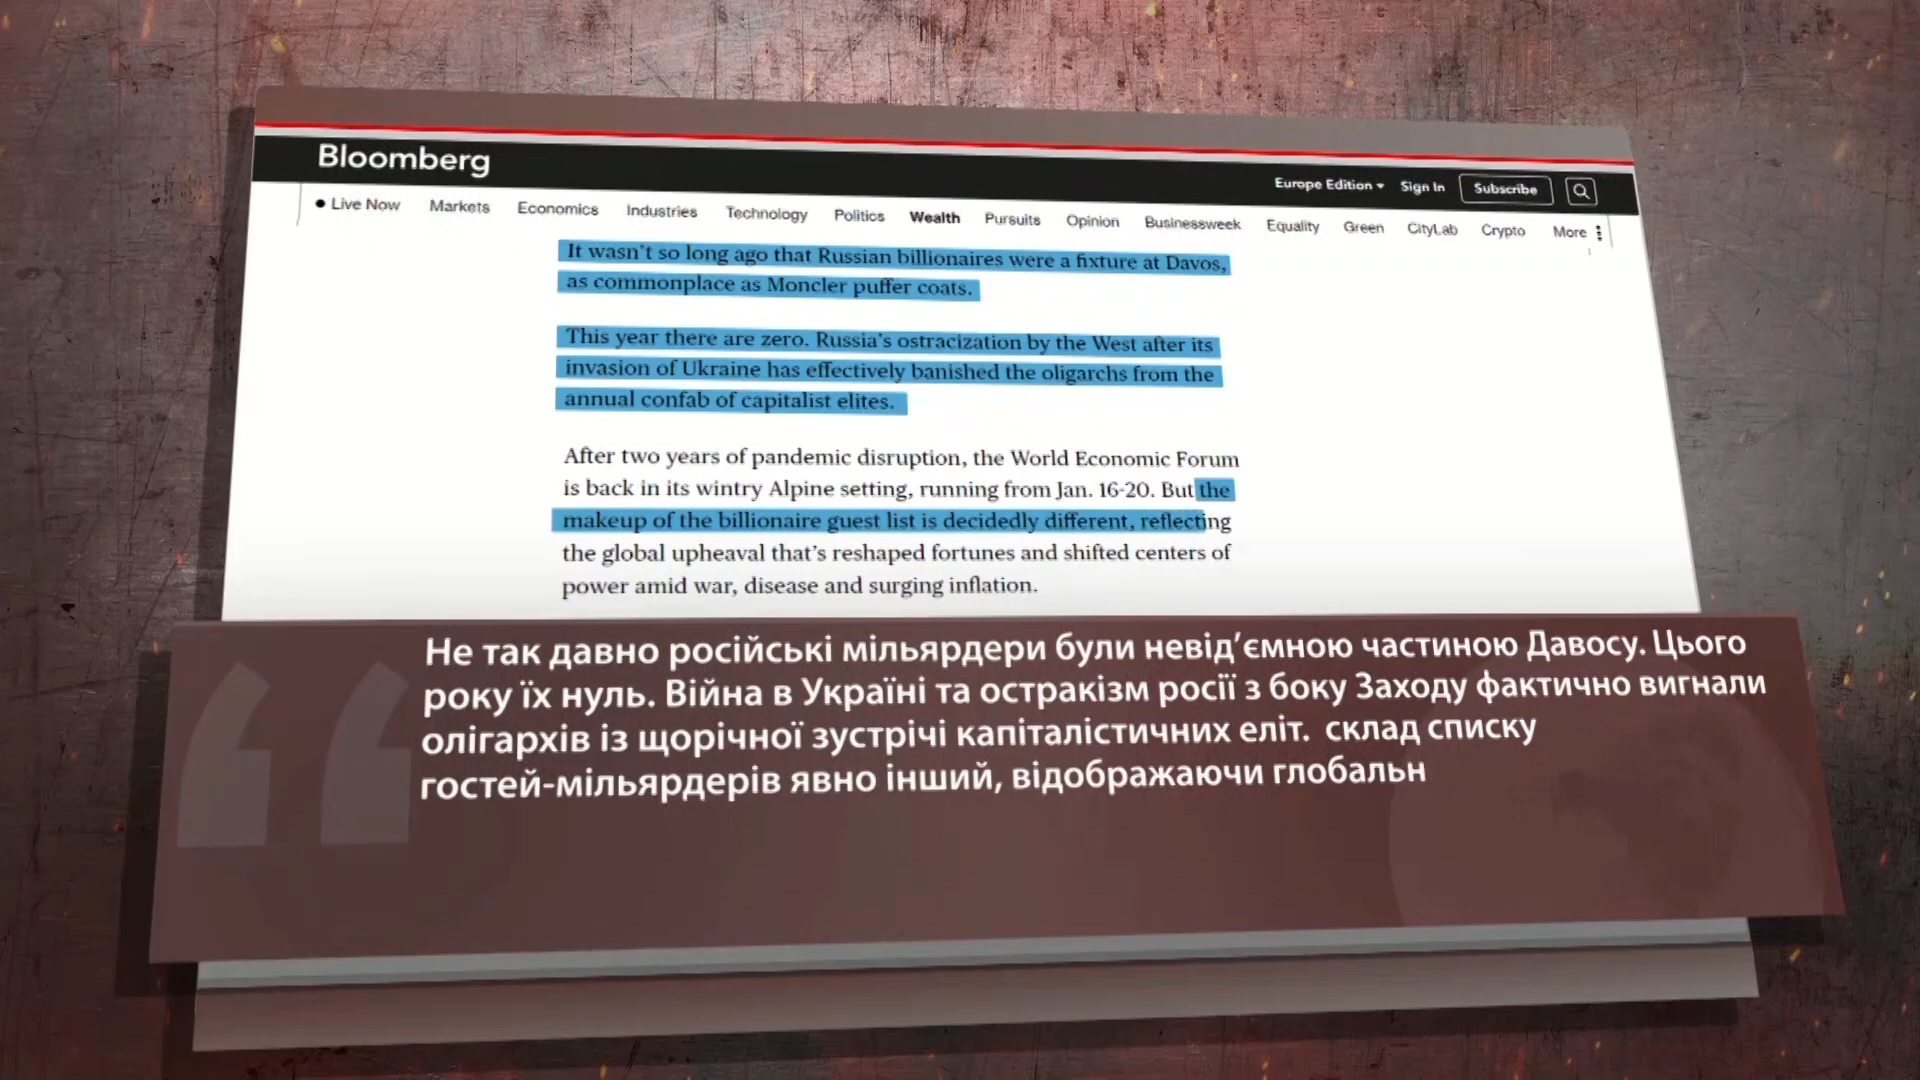 Bloomberg
Europe Edition Sign In Subscribe
Live Now Markets Economics Industries Technology Politics Wealth Pursuits Opinion Businessweek Equality Green CityLab Crypto More
It wasn't so long ago that Russian billionaires were a fixture at Davos,
as commonplace as Moncler puffer coats.
This year there are zero. Russia's ostracization by the West after its
invasion of Ukraine has effectively banished the oligarchs from the
annual confab of capitalist elites.
After two years of pandemic disruption, the World Economic Forum
is back in its wintry Alpine setting, running from Jan. 16-20. But the
makeup of the billionaire guest list is decidedly different, reflecting
the global upheaval that's reshaped fortunes and shifted centers of
power amid war, disease and surging inflation.
Не так давно російські мільярдери були невід’ємною частиною Давосу. Цього
року їх нуль. Війна в Україні та остракізм росії з боку Заходу фактично вигнали
олігархів із щорічної зустрічі капіталістичних еліт. склад списку
гостей-мільярдерів явно інший, відображаючи глобальн